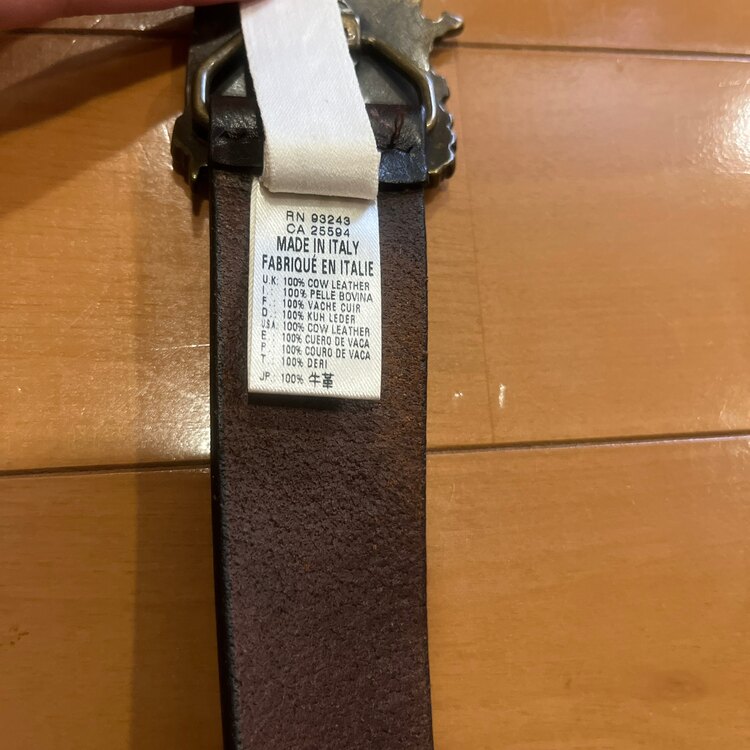 RN 93243
CA 25594
MADE IN ITALY
FABRIQUÉ EN ITALIE
U.K: 100% COW LEATHER
I.: 100% PELLE BOVINA
F.: 100% VACHE CUIR
D.: 100% KUH LEDER
USA: 100% COW LEATHER
E.: 100% CUERO DE VACA
P.: 100% COURO DE VACA
T.: 100% DERI
JP.: 100% 牛革